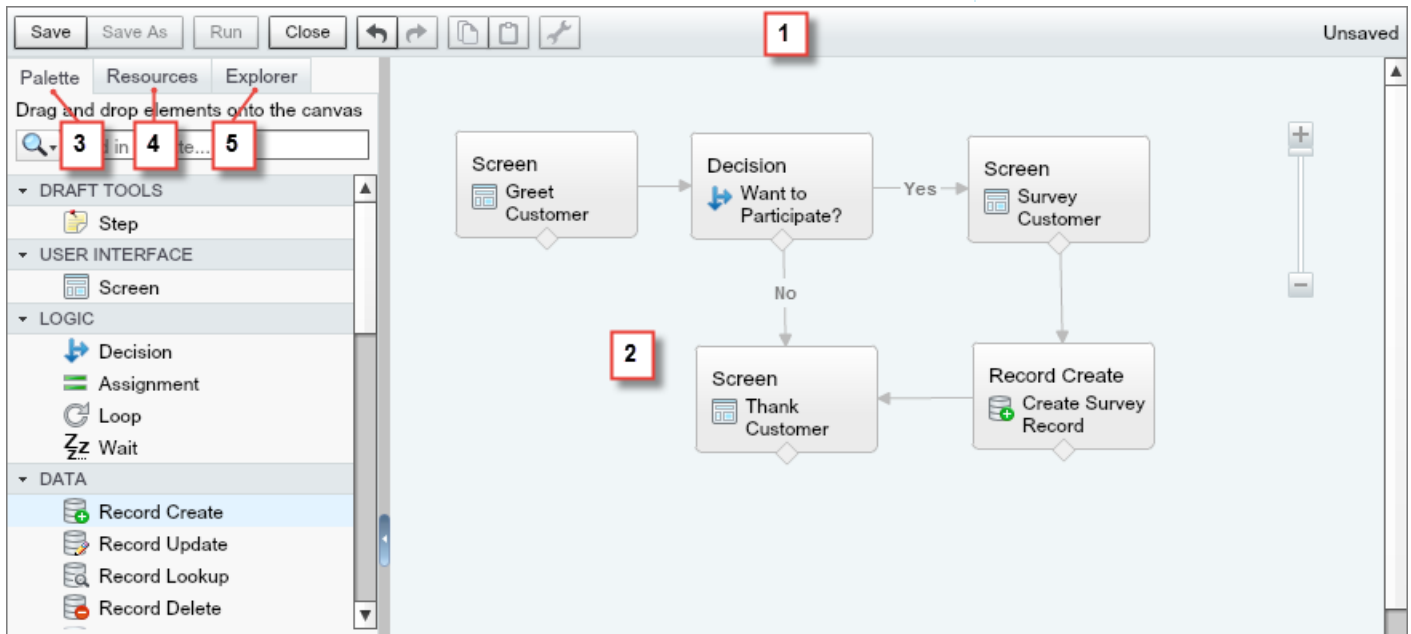 Save Save As Run Close 1 Unsaved
Palette Resources Explorer
Drag and drop elements onto the canvas
3 d in 4 te... 5
DRAFT TOOLS
Step
USER INTERFACE
Screen
LOGIC
Decision
Assignment
Loop
Zzz Wait
DATA
Record Create
Record Update
Record Lookup
Record Delete
Screen
Greet
Customer
Decision
Want to
Participate?
Yes
Screen
Survey
Customer
No
2
Screen
Thank
Customer
Record Create
Create Survey
Record